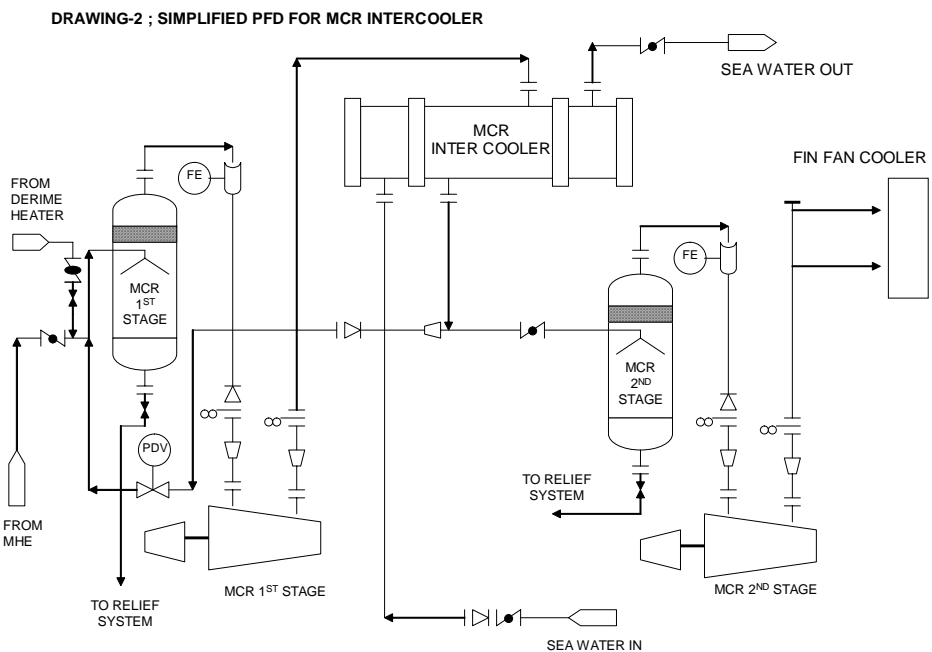 DRAWING-2 ; SIMPLIFIED PFD FOR MCR INTERCOOLER
SEA WATER OUT
MCR
INTER COOLER
FIN FAN COOLER
FE
FROM
DERIME
HEATER
MCR
1ST
STAGE
FE
MCR
2ND
STAGE
PDV
TO RELIEF
SYSTEM
FROM
MHE
MCR 1ST STAGE
MCR 2ND STAGE
TO RELIEF
SYSTEM
SEA WATER IN